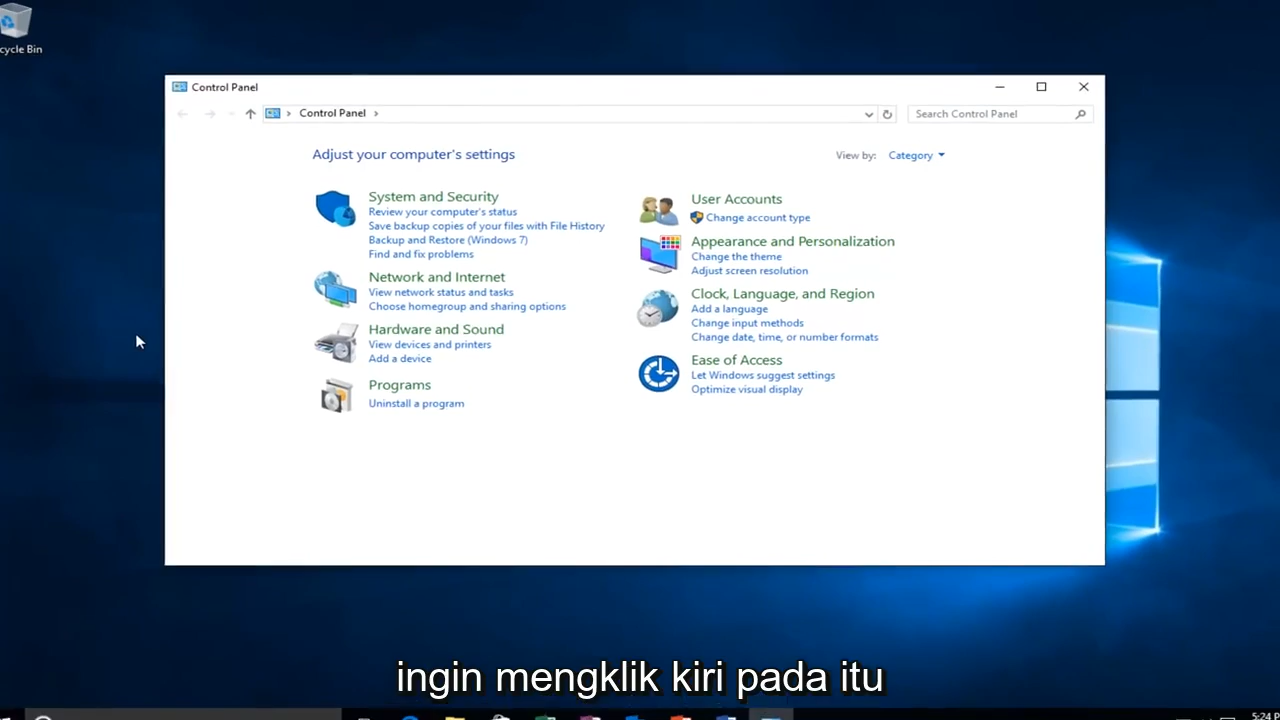 cycle Bin
Control Panel
Control Panel
Search Control Panel
Adjust your computer's settings
View by: Category
System and Security
Review your computer's status
Save backup copies of your files with File History
Backup and Restore (Windows 7)
Find and fix problems
Network and Internet
View network status and tasks
Choose homegroup and sharing options
Hardware and Sound
View devices and printers
Add a device
Programs
Uninstall a program
User Accounts
Change account type
Appearance and Personalization
Change the theme
Adjust screen resolution
Clock, Language, and Region
Add a language
Change input methods
Change date, time, or number formats
Ease of Access
Let Windows suggest settings
Optimize visual display
ingin mengklik kiri pada itu
5:24 P